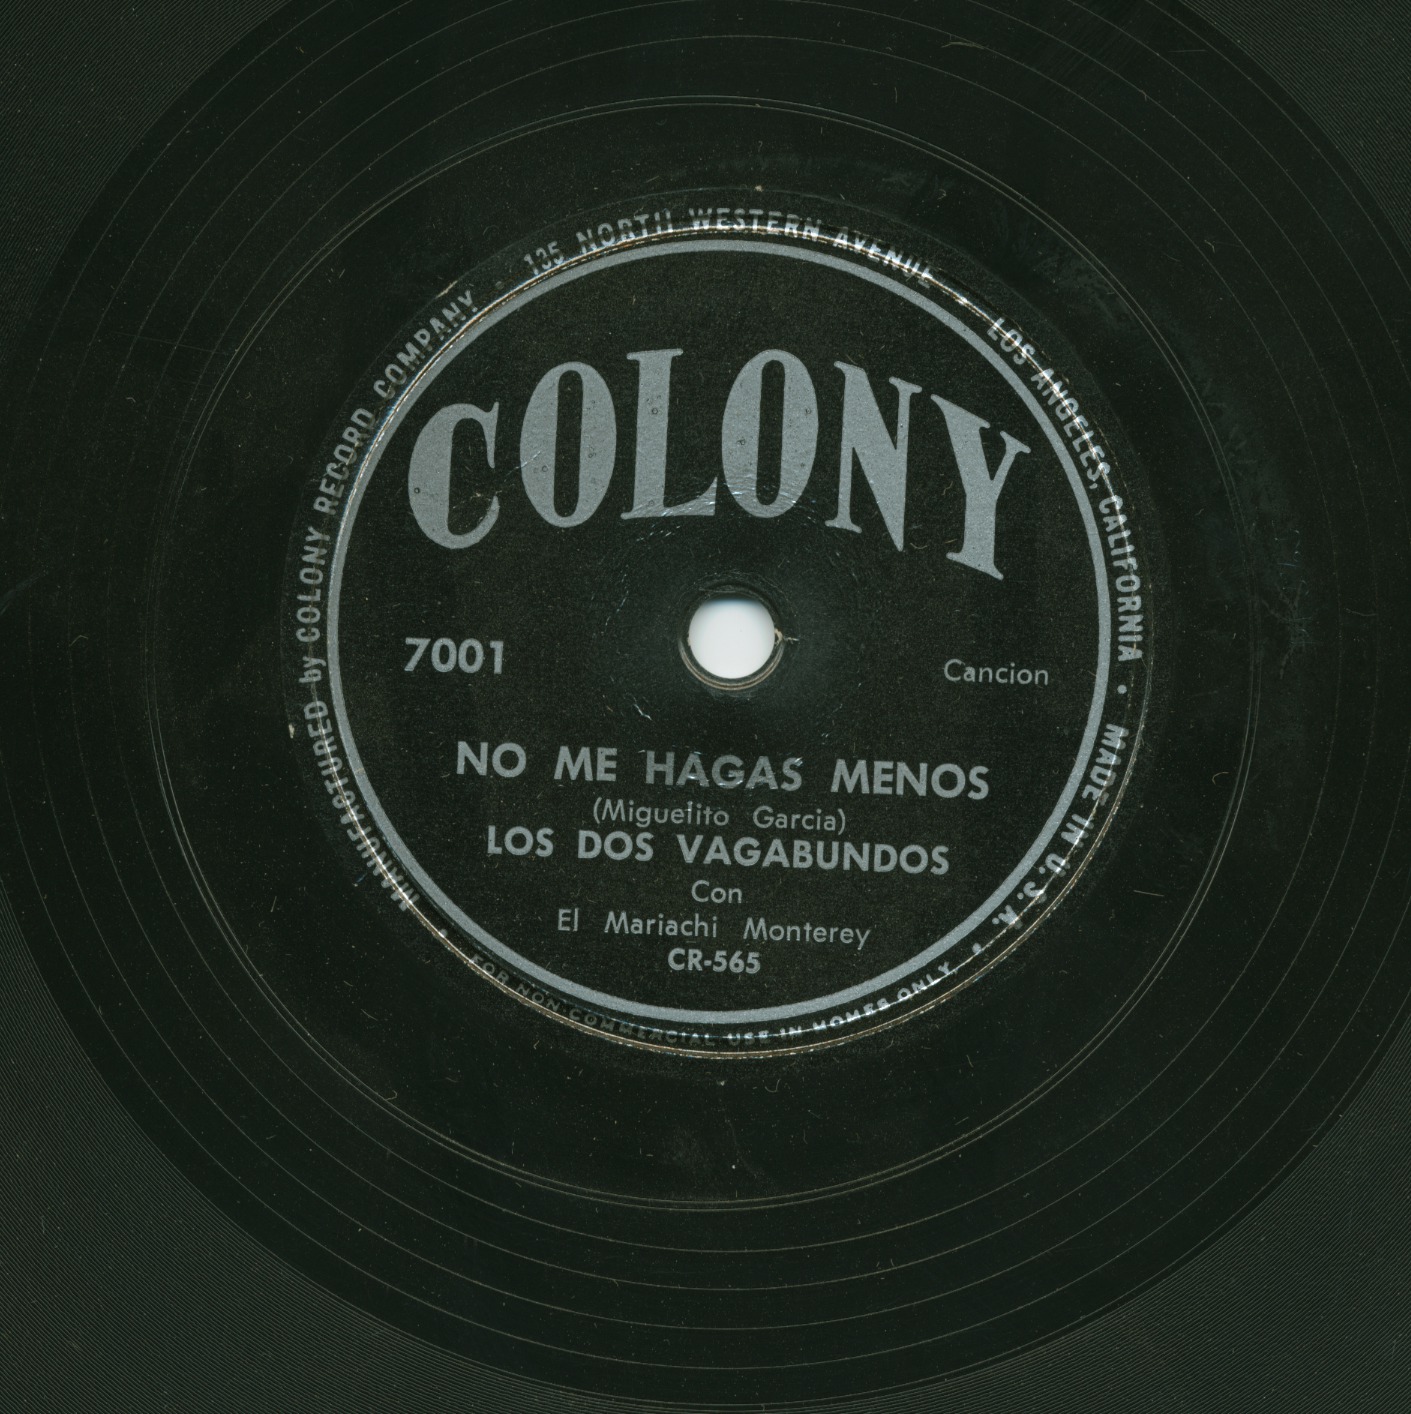 MANUFACTURED by COLONY RECORD COMPANY • 135 NORTH WESTERN AVENUE • LOS ANGELES, CALIFORNIA • MADE IN U. S. A. •
COLONY
7001
Cancion
NO ME HAGAS MENOS
(Miguelito Garcia)
LOS DOS VAGABUNDOS
Con
El Mariachi Monterey
CR-565
FOR NON COMMERCIAL USE IN HOMES ONLY.